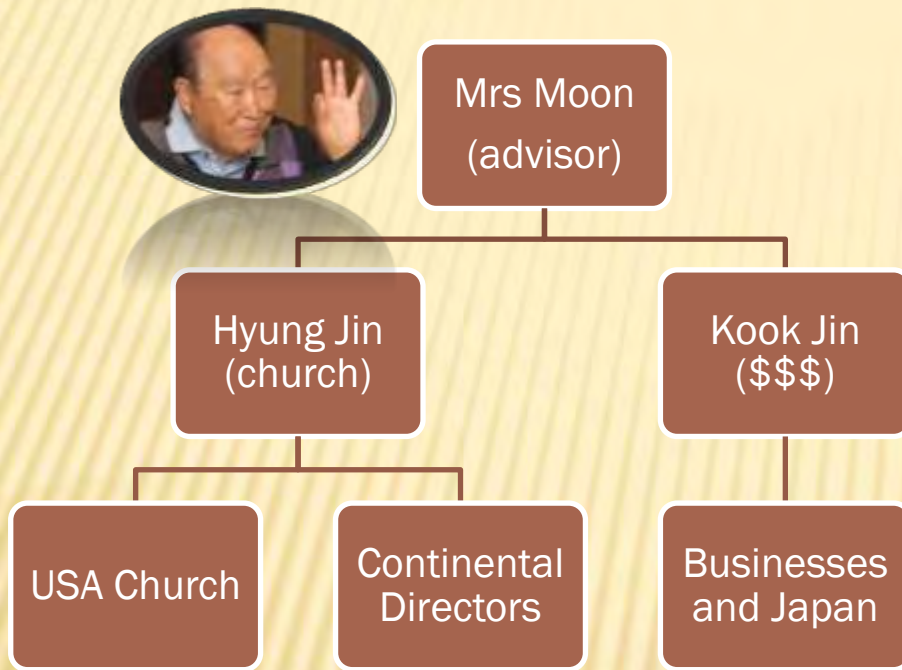 Mrs Moon
(advisor)
Hyung Jin
(church)
Kook Jin
($$$)
USA Church
Continental
Directors
Businesses
and Japan